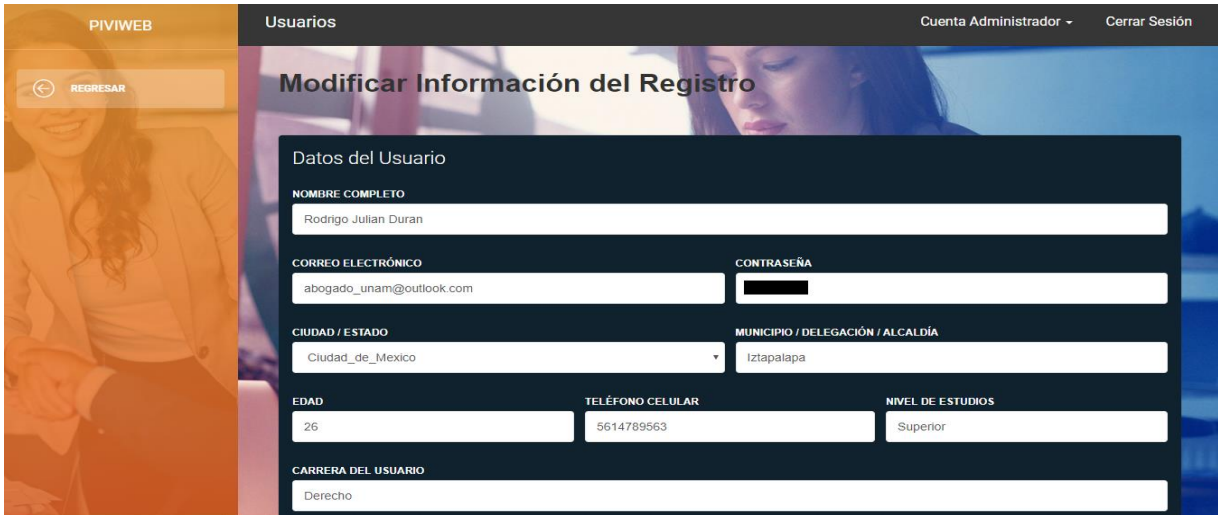 PIVIWEB
Usuarios
Cuenta Administrador
Cerrar Sesión
REGRESAR
Modificar Información del Registro
Datos del Usuario
NOMBRE COMPLETO
Rodrigo Julian Duran
CORREO ELECTRÓNICO
CONTRASEÑA
abogado_unam@outlook.com
CIUDAD / ESTADO
MUNICIPIO / DELEGACIÓN / ALCALDÍA
Ciudad_de_Mexico
Iztapalapa
EDAD
TELÉFONO CELULAR
NIVEL DE ESTUDIOS
26
5614789563
Superior
CARRERA DEL USUARIO
Derecho